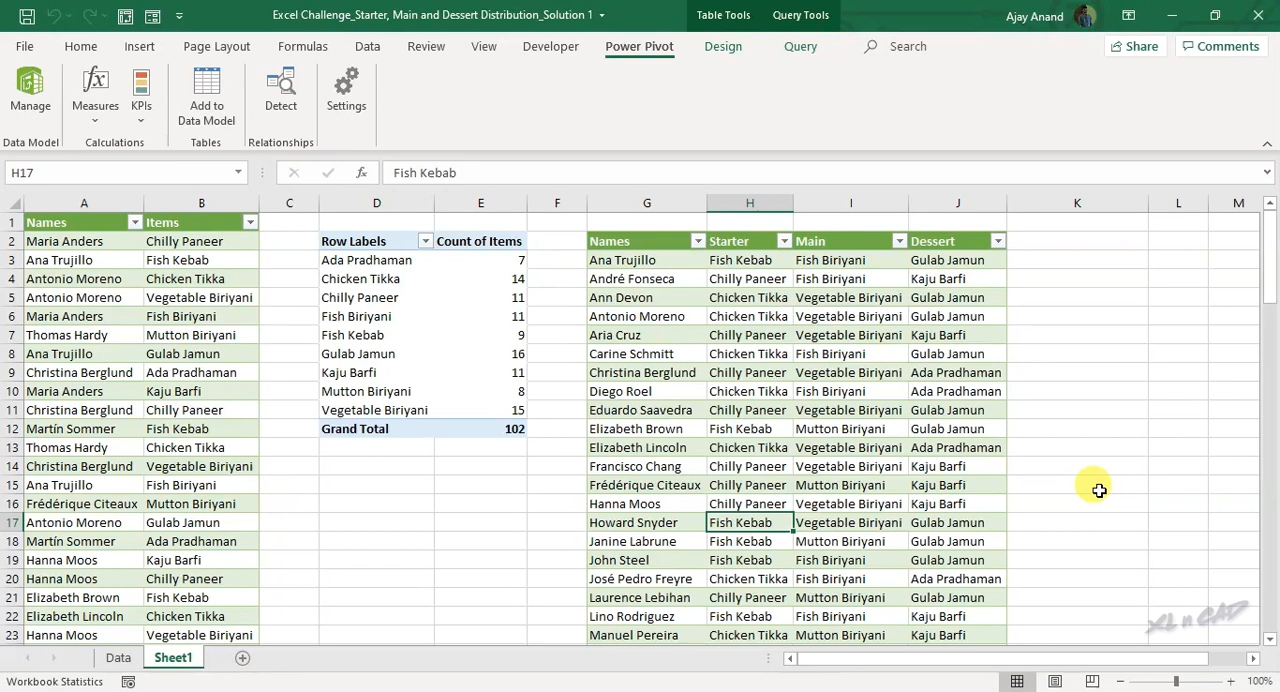 Excel Challenge_Starter, Main and Dessert Distribution_Solution 1
Table Tools Query Tools
Ajay Anand
File Home Insert Page Layout Formulas Data Review View Developer Power Pivot Design Query Search Share Comments
Manage Measures KPIs Add to Data Model Detect Settings
Data Model Calculations Tables Relationships
H17 fx Fish Kebab
A B C D E F G H I J K L M
1 Names Items
2 Maria Anders Chilly Paneer Row Labels Count of Items Names Starter Main Dessert
3 Ana Trujillo Fish Kebab Ada Pradhaman 7 Ana Trujillo Fish Kebab Fish Biriyani Gulab Jamun
4 Antonio Moreno Chicken Tikka Chicken Tikka 14 André Fonseca Chilly Paneer Fish Biriyani Kaju Barfi
5 Antonio Moreno Vegetable Biriyani Chilly Paneer 11 Ann Devon Chicken Tikka Vegetable Biriyani Gulab Jamun
6 Maria Anders Fish Biriyani Fish Biriyani 11 Antonio Moreno Chicken Tikka Vegetable Biriyani Gulab Jamun
7 Thomas Hardy Mutton Biriyani Fish Kebab 9 Aria Cruz Chilly Paneer Vegetable Biriyani Kaju Barfi
8 Ana Trujillo Gulab Jamun Gulab Jamun 16 Carine Schmitt Chicken Tikka Fish Biriyani Gulab Jamun
9 Christina Berglund Ada Pradhaman Kaju Barfi 11 Christina Berglund Chilly Paneer Vegetable Biriyani Ada Pradhaman
10 Maria Anders Kaju Barfi Mutton Biriyani 8 Diego Roel Chicken Tikka Fish Biriyani Ada Pradhaman
11 Christina Berglund Chilly Paneer Vegetable Biriyani 15 Eduardo Saavedra Chilly Paneer Vegetable Biriyani Gulab Jamun
12 Martín Sommer Fish Kebab Grand Total 102 Elizabeth Brown Fish Kebab Mutton Biriyani Gulab Jamun
13 Thomas Hardy Chicken Tikka Elizabeth Lincoln Chicken Tikka Vegetable Biriyani Ada Pradhaman
14 Christina Berglund Vegetable Biriyani Francisco Chang Chilly Paneer Vegetable Biriyani Kaju Barfi
15 Ana Trujillo Fish Biriyani Frédérique Citeaux Chilly Paneer Mutton Biriyani Kaju Barfi
16 Frédérique Citeaux Mutton Biriyani Hanna Moos Chilly Paneer Vegetable Biriyani Kaju Barfi
17 Antonio Moreno Gulab Jamun Howard Snyder Fish Kebab Vegetable Biriyani Gulab Jamun
18 Martín Sommer Ada Pradhaman Janine Labrune Fish Kebab Mutton Biriyani Gulab Jamun
19 Hanna Moos Kaju Barfi John Steel Fish Kebab Fish Biriyani Gulab Jamun
20 Hanna Moos Chilly Paneer José Pedro Freyre Chicken Tikka Fish Biriyani Ada Pradhaman
21 Elizabeth Brown Fish Kebab Laurence Lebihan Chilly Paneer Mutton Biriyani Gulab Jamun
22 Elizabeth Lincoln Chicken Tikka Lino Rodriguez Fish Kebab Fish Biriyani Kaju Barfi
23 Hanna Moos Vegetable Biriyani Manuel Pereira Chicken Tikka Mutton Biriyani Kaju Barfi
XL n CAD
Data Sheet1
Workbook Statistics 100%